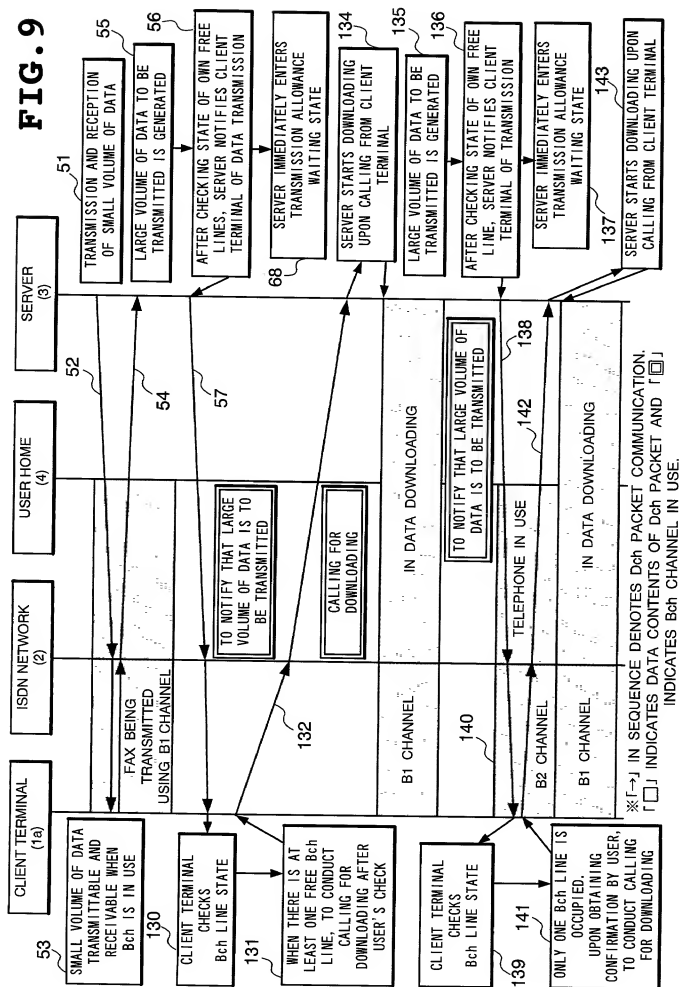 FIG.9
CLIENT TERMINAL
(1a)
ISDN NETWORK
(2)
USER HOME
(4)
SERVER
(3)
51
TRANSMISSION AND RECEPTION
OF SMALL VOLUME OF DATA
52
53
SMALL VOLUME OF DATA
TRANSMITTABLE AND
RECEIVABLE WHEN
Bch IS IN USE
FAX BEING
TRANSMITTED
USING B1 CHANNEL
54
55
LARGE VOLUME OF DATA TO BE
TRANSMITTED IS GENERATED
56
AFTER CHECKING STATE OF OWN FREE
LINES, SERVER NOTIFIES CLIENT
TERMINAL OF DATA TRANSMISSION
57
TO NOTIFY THAT LARGE
VOLUME OF DATA IS TO
BE TRANSMITTED
68
SERVER IMMEDIATELY ENTERS
TRANSMISSION ALLOWANCE
WAITING STATE
130
CLIENT TERMINAL
CHECKS
Bch LINE STATE
131
WHEN THERE IS AT
LEAST ONE FREE Bch
LINE, TO CONDUCT
CALLING FOR
DOWNLOADING AFTER
USER'S CHECK
132
CALLING FOR
DOWNLOADING
134
SERVER STARTS DOWNLOADING
UPON CALLING FROM CLIENT
TERMINAL
B1 CHANNEL
IN DATA DOWNLOADING
135
LARGE VOLUME OF DATA TO BE
TRANSMITTED IS GENERATED
136
AFTER CHECKING STATE OF OWN FREE
LINE, SERVER NOTIFIES CLIENT
TERMINAL OF TRANSMISSION
137
SERVER IMMEDIATELY ENTERS
TRANSMISSION ALLOWANCE
WAITING STATE
TO NOTIFY THAT LARGE VOLUME OF
DATA IS TO BE TRANSMITTED
138
139
CLIENT TERMINAL
CHECKS
Bch LINE STATE
140
TELEPHONE IN USE
B2 CHANNEL
141
ONLY ONE Bch LINE IS
OCCUPIED.
UPON OBTAINING
CONFIRMATION BY USER,
TO CONDUCT CALLING
FOR DOWNLOADING
142
143
SERVER STARTS DOWNLOADING UPON
CALLING FROM CLIENT TERMINAL
B1 CHANNEL
IN DATA DOWNLOADING
※「→」 IN SEQUENCE DENOTES Dch PACKET COMMUNICATION.
「□」 INDICATES DATA CONTENTS OF Dch PACKET AND 「回」
INDICATES Bch CHANNEL IN USE.